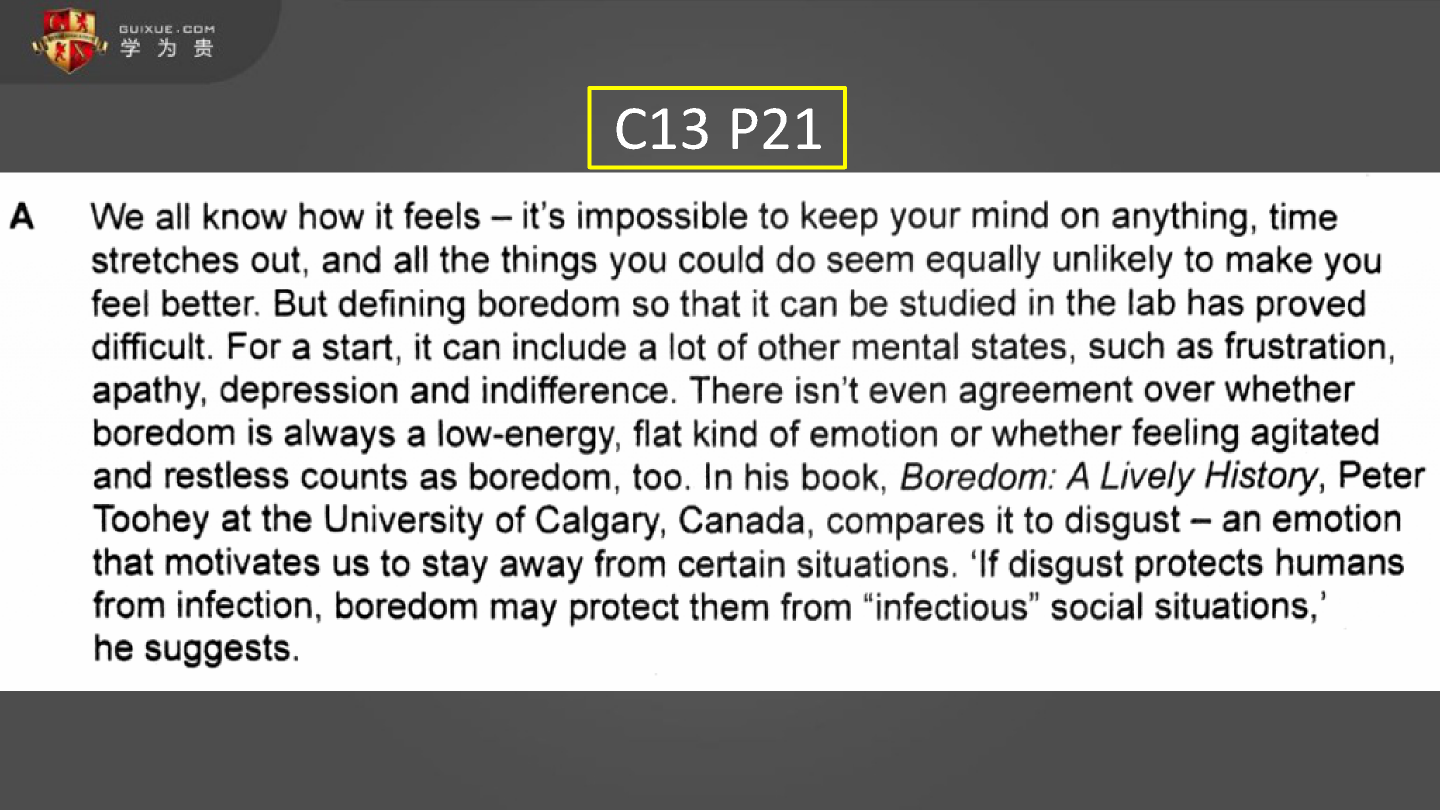 GUIXUE.COM
学为贵
C13 P21
A We all know how it feels – it's impossible to keep your mind on anything, time
stretches out, and all the things you could do seem equally unlikely to make you
feel better. But defining boredom so that it can be studied in the lab has proved
difficult. For a start, it can include a lot of other mental states, such as frustration,
apathy, depression and indifference. There isn't even agreement over whether
boredom is always a low-energy, flat kind of emotion or whether feeling agitated
and restless counts as boredom, too. In his book, Boredom: A Lively History, Peter
Toohey at the University of Calgary, Canada, compares it to disgust – an emotion
that motivates us to stay away from certain situations. ‘If disgust protects humans
from infection, boredom may protect them from “infectious” social situations,’
he suggests.